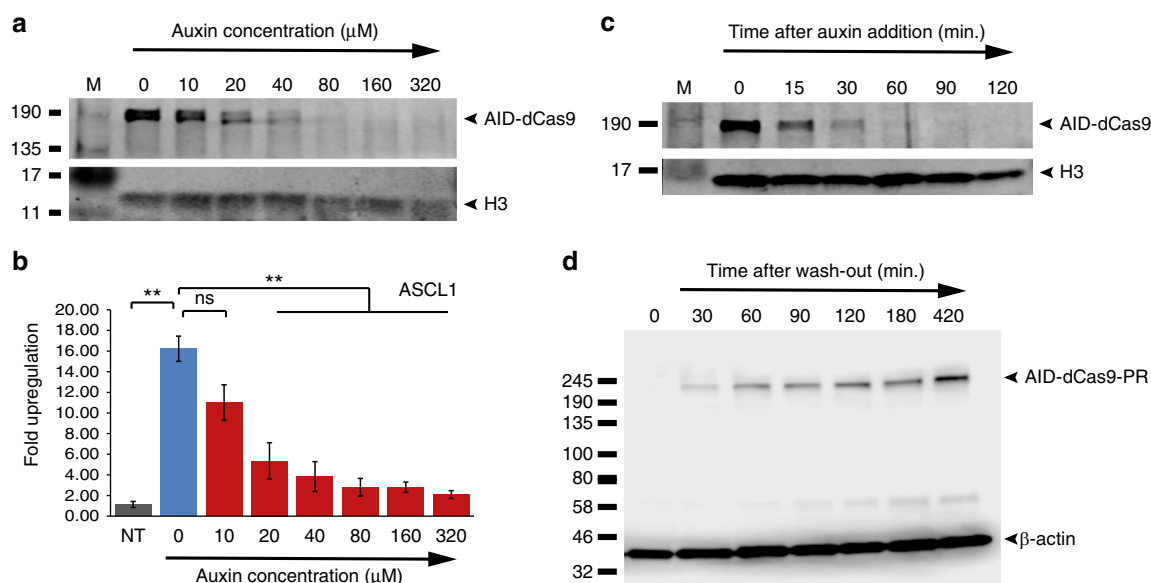 a
Auxin concentration (μM)
M 0 10 20 40 80 160 320
190
AID-dCas9
135
17
11
H3
b
**
**
ns
ASCL1
Fold upregulation
20.00
18.00
16.00
14.00
12.00
10.00
8.00
6.00
4.00
2.00
0.00
NT 0 10 20 40 80 160 320
Auxin concentration (μM)
c
Time after auxin addition (min.)
M 0 15 30 60 90 120
190
AID-dCas9
17
H3
d
Time after wash-out (min.)
0 30 60 90 120 180 420
245
190
135
100
80
58
46
32
AID-dCas9-PR
β-actin